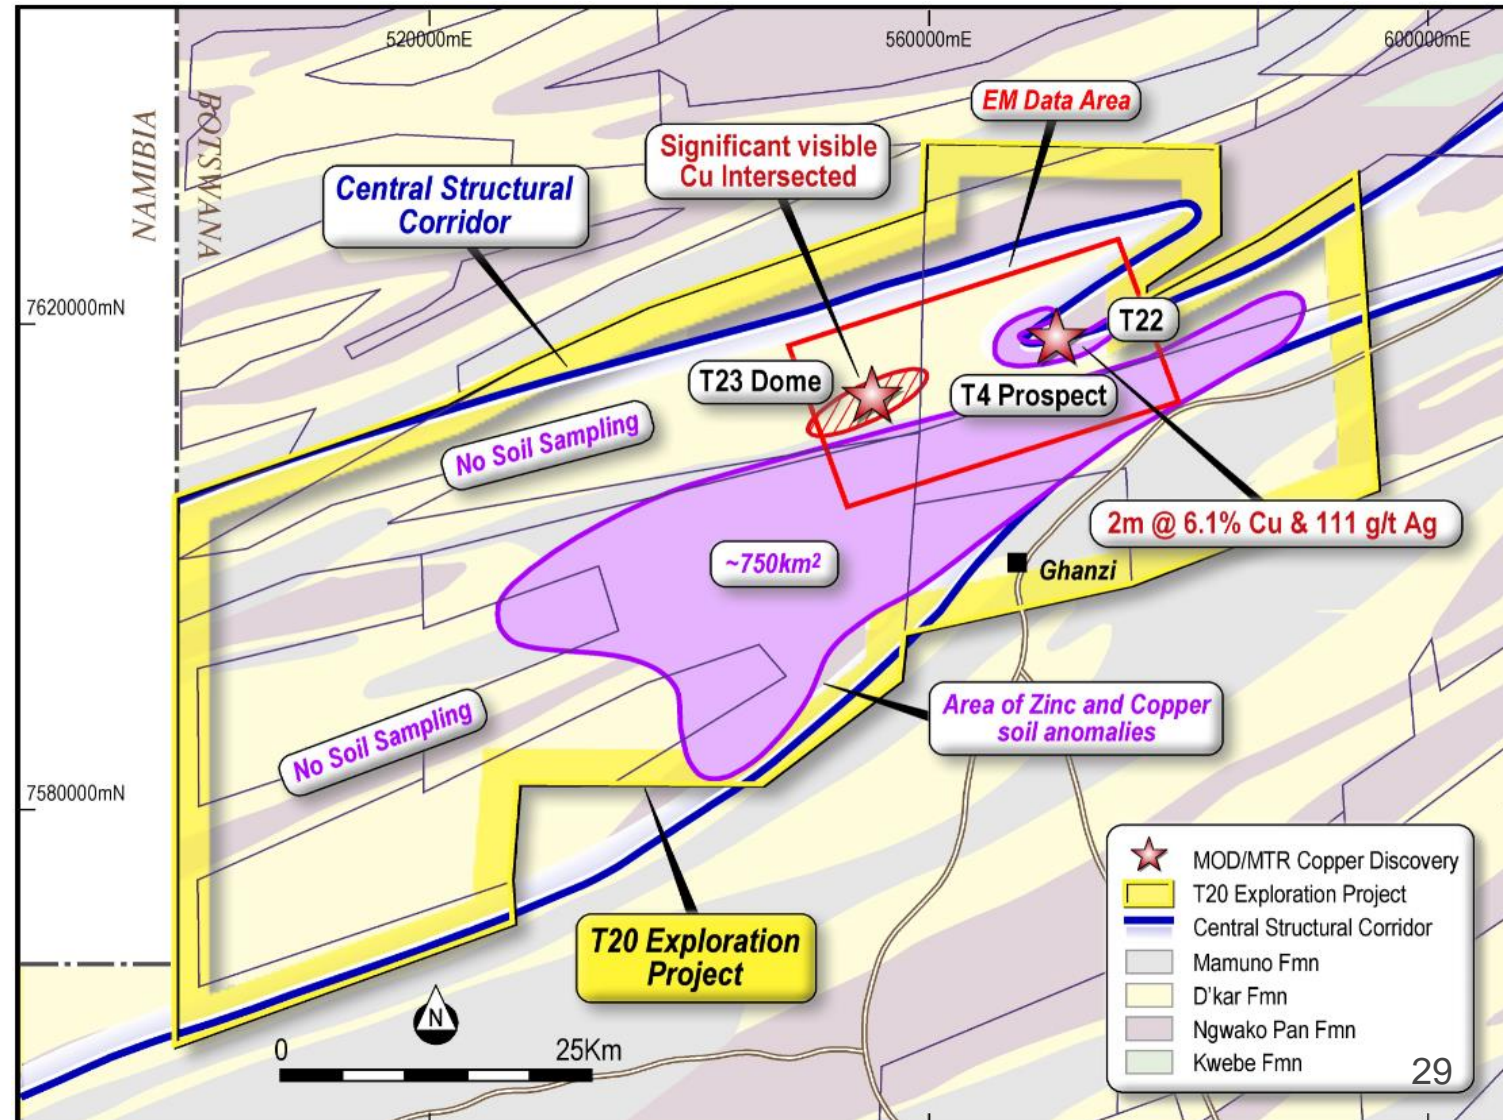 520000mE
560000mE
600000mE
NAMIBIA
BOTSWANA
EM Data Area
Significant visible
Cu Intersected
Central Structural
Corridor
7620000mN
T22
T23 Dome
T4 Prospect
No Soil Sampling
2m @ 6.1% Cu & 111 g/t Ag
~750km²
Ghanzi
Area of Zinc and Copper
soil anomalies
No Soil Sampling
7580000mN
T20 Exploration
Project
N
0
25Km
MOD/MTR Copper Discovery
T20 Exploration Project
Central Structural Corridor
Mamuno Fmn
D'kar Fmn
Ngwako Pan Fmn
Kwebe Fmn
29